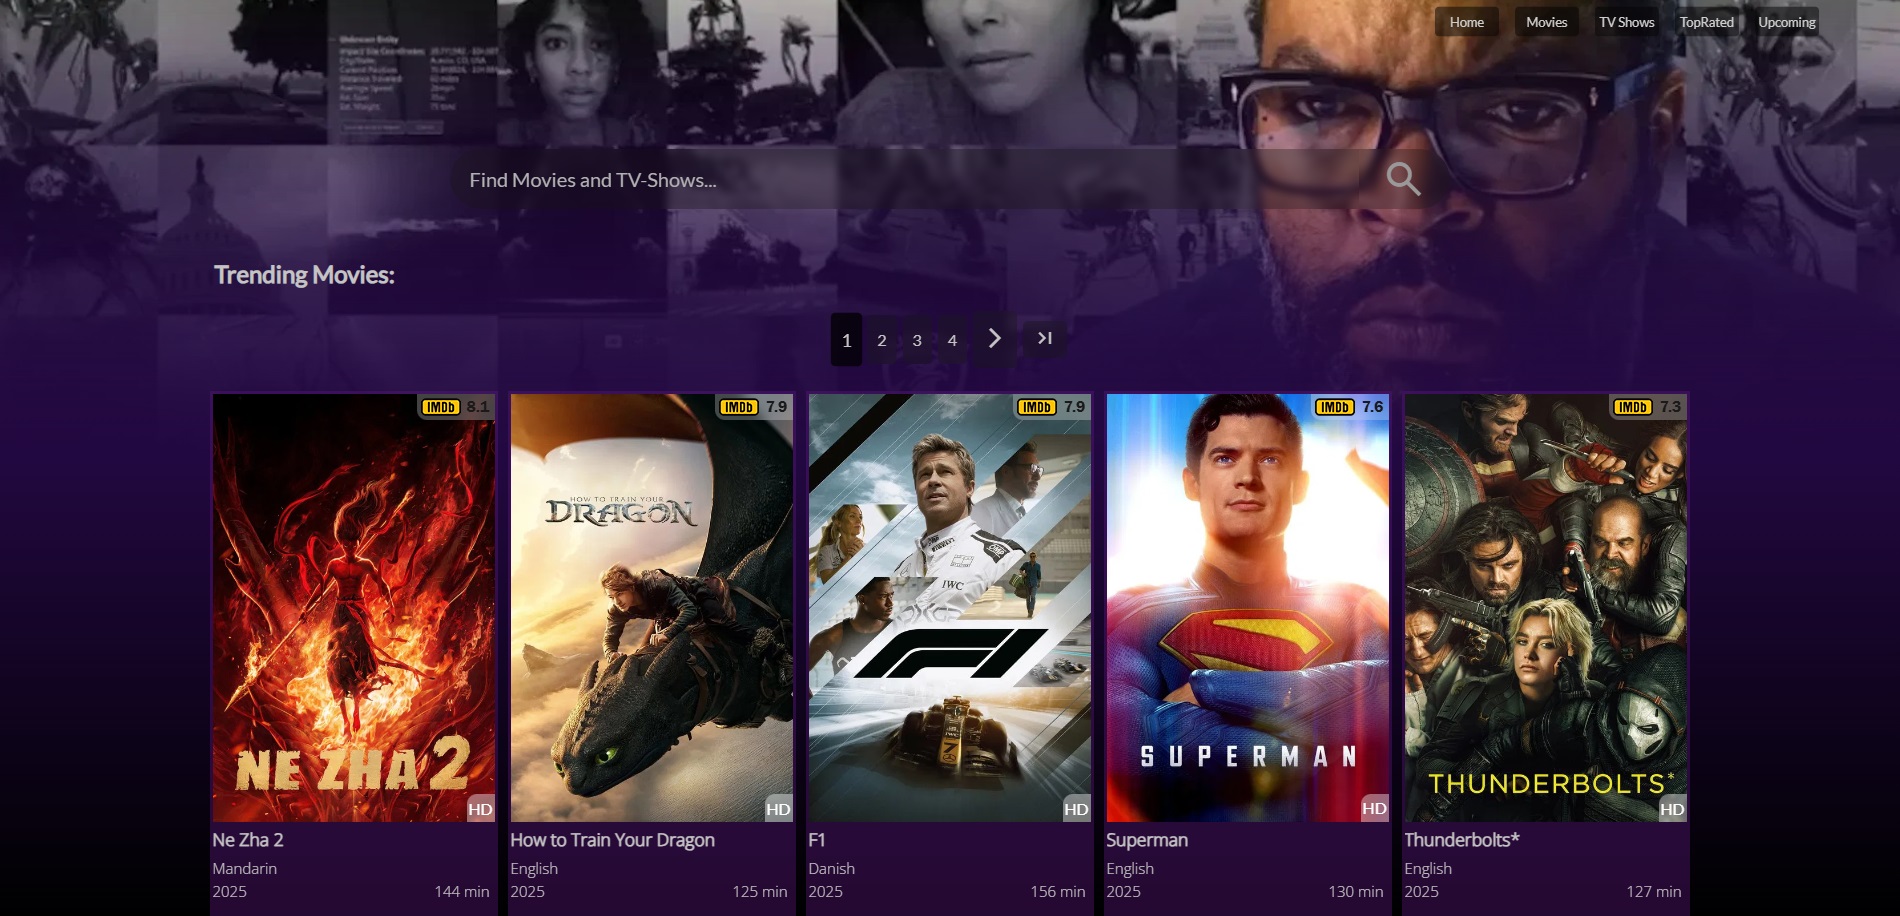 Home
Movies
TV Shows
TopRated
Upcoming
Unknown Entity
Find Movies and TV-Shows...
Trending Movies:
1
2
3
4
IMDb 8.1
IMDb 7.9
IMDb 7.9
IMDb 7.6
IMDb 7.3
HOW TO TRAIN YOUR
DRAGON
IWC
F1
NE ZHA 2
SUPERMAN
THUNDERBOLTS*
HD
HD
HD
HD
HD
Ne Zha 2
Mandarin
2025
144 min
How to Train Your Dragon
English
2025
125 min
F1
Danish
2025
156 min
Superman
English
2025
130 min
Thunderbolts*
English
2025
127 min